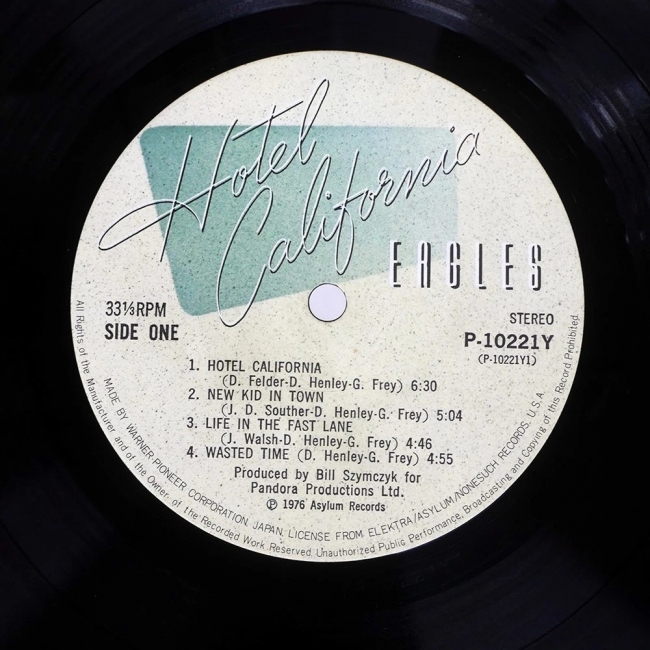 Hotel
California
EAGLES
33⅓RPM
SIDE ONE
STEREO
P-10221Y
(P-10221Y1)
1. HOTEL CALIFORNIA
(D. Felder-D. Henley-G. Frey) 6:30
2. NEW KID IN TOWN
(J. D. Souther-D. Henley-G. Frey) 5:04
3. LIFE IN THE FAST LANE
(J. Walsh-D. Henley-G. Frey) 4:46
4. WASTED TIME (D. Henley-G. Frey) 4:55
Produced by Bill Szymczyk for
Pandora Productions Ltd.
℗ 1976 Asylum Records
MADE BY WARNER-PIONEER CORPORATION, JAPAN, LICENSE FROM ELEKTRA/ASYLUM/NONESUCH RECORDS, U.S.A.
All Rights of the Manufacturer and of the Owner of the Recorded Work Reserved. Unauthorized Public Performance, Broadcasting and Copying of this Record Prohibited.